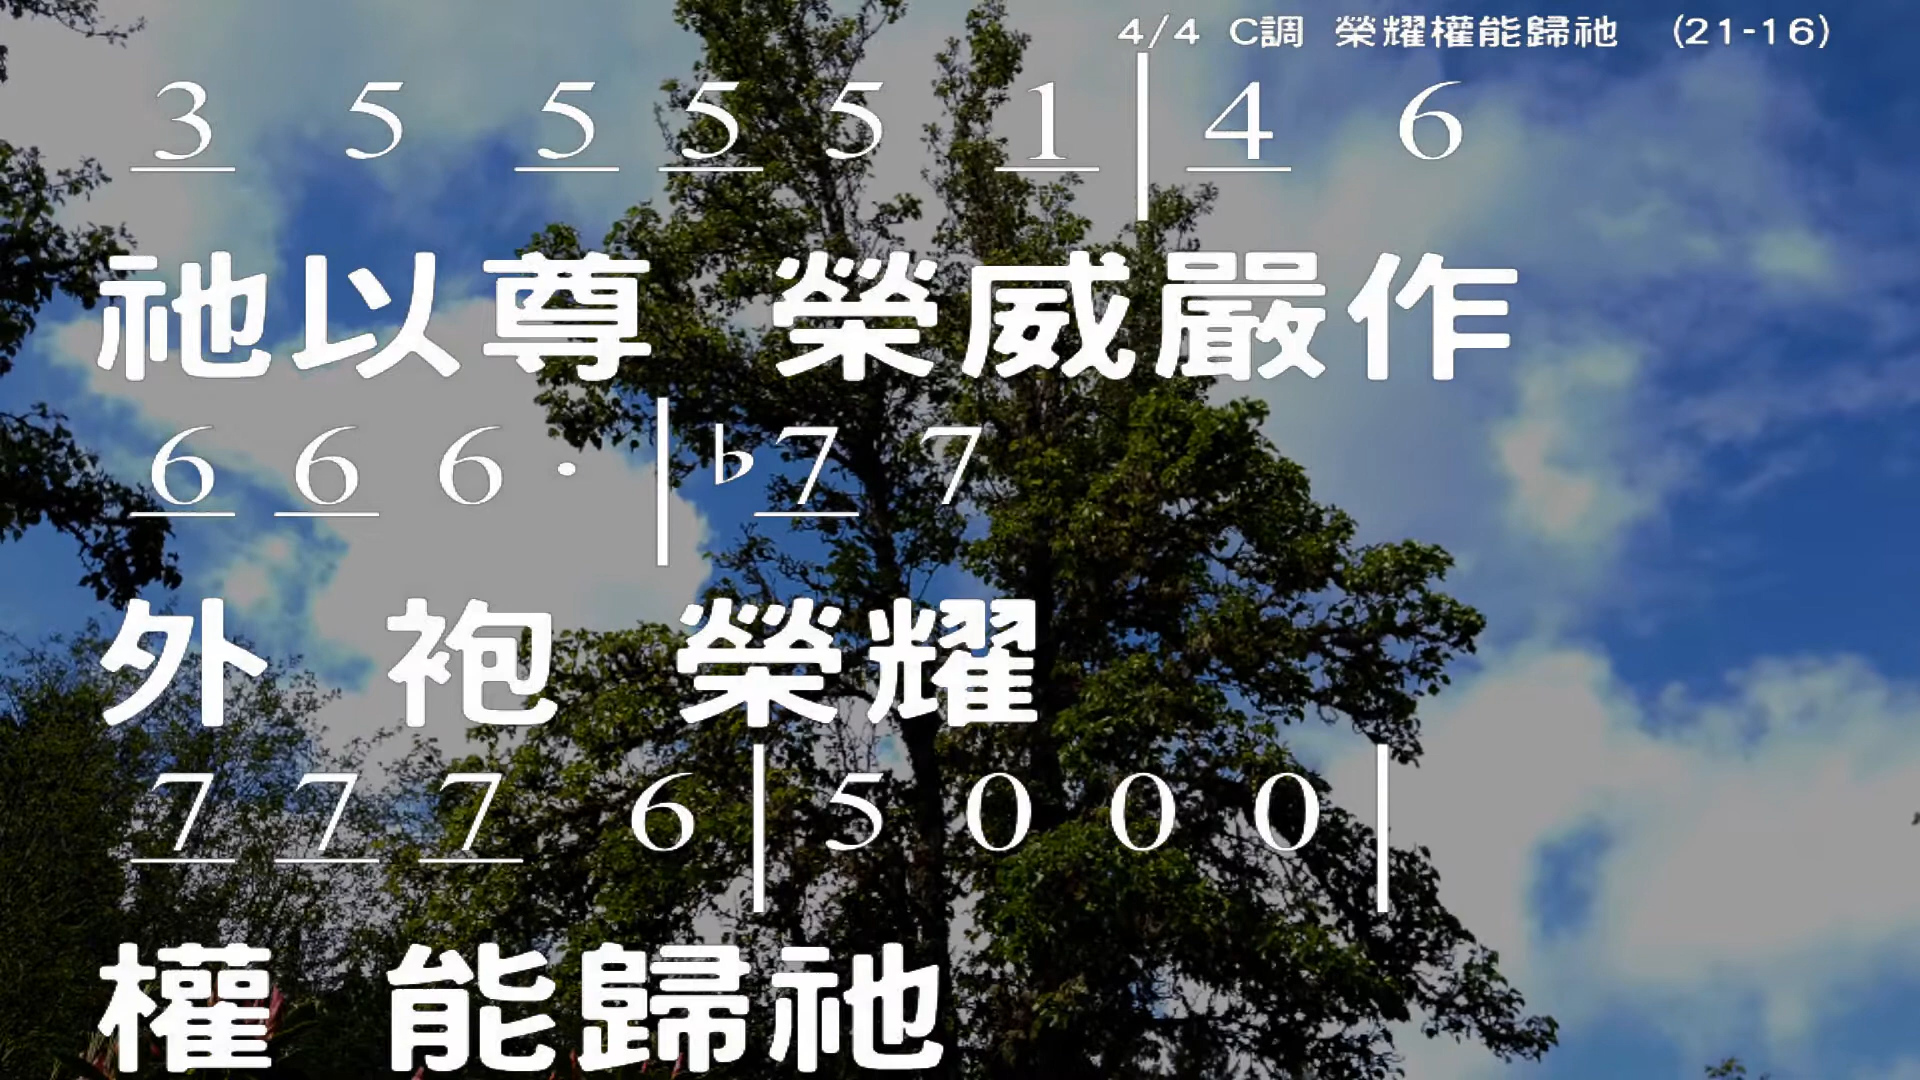 4/4 C調 榮耀權能歸祂 (21-16)
3 5 5 5 5 1 | 4 6
祂以尊 榮威嚴作
6 6 6 · | ♭7 7
外 袍 榮耀
7 7 7 6 | 5 0 0 0 |
權 能歸祂